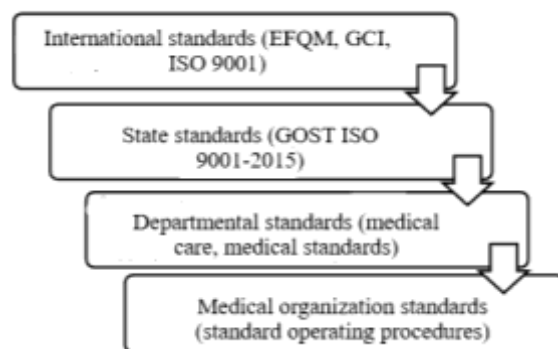 International standards (EFQM, GCI,
ISO 9001)
State standards (GOST ISO
9001-2015)
Departmental standards (medical
care, medical standards)
Medical organization standards
(standard operating procedures)